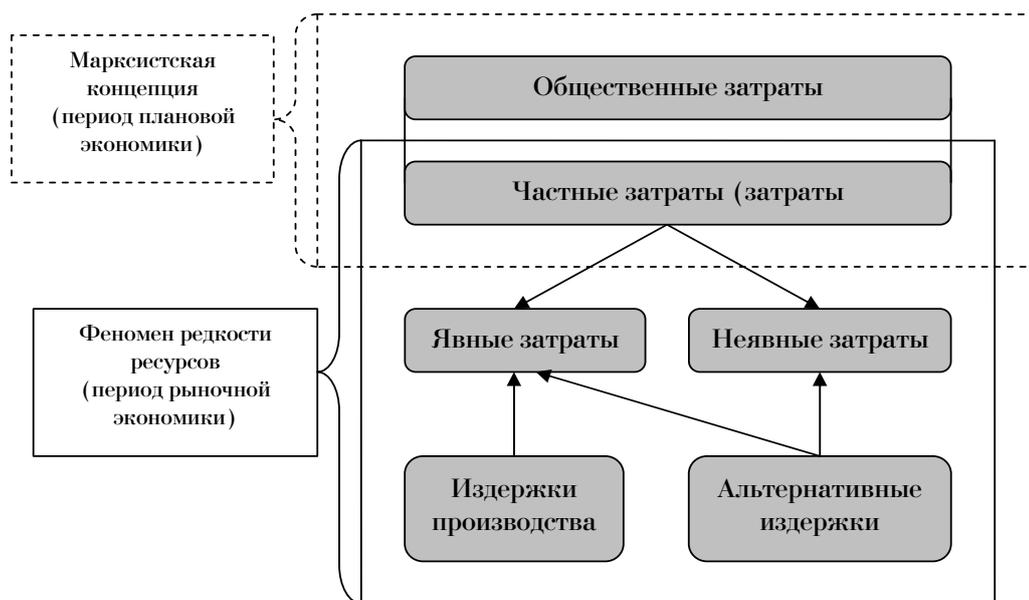 Марксистская
концепция
(период плановой
экономики)
Общественные затраты
Частные затраты (затраты
Феномен редкости
ресурсов
(период рыночной
экономики)
Явные затраты
Неявные затраты
Издержки
производства
Альтернативные
издержки